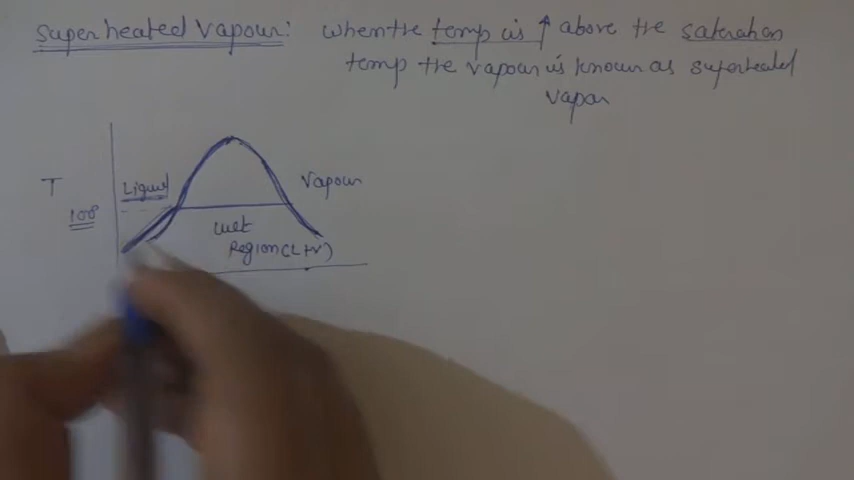 Superheated Vapour: when the temp is ↑ above the saturation
temp the vapour is known as superheated
vapour
T
Liquid
Vapour
100°
wet
Region (L+V)